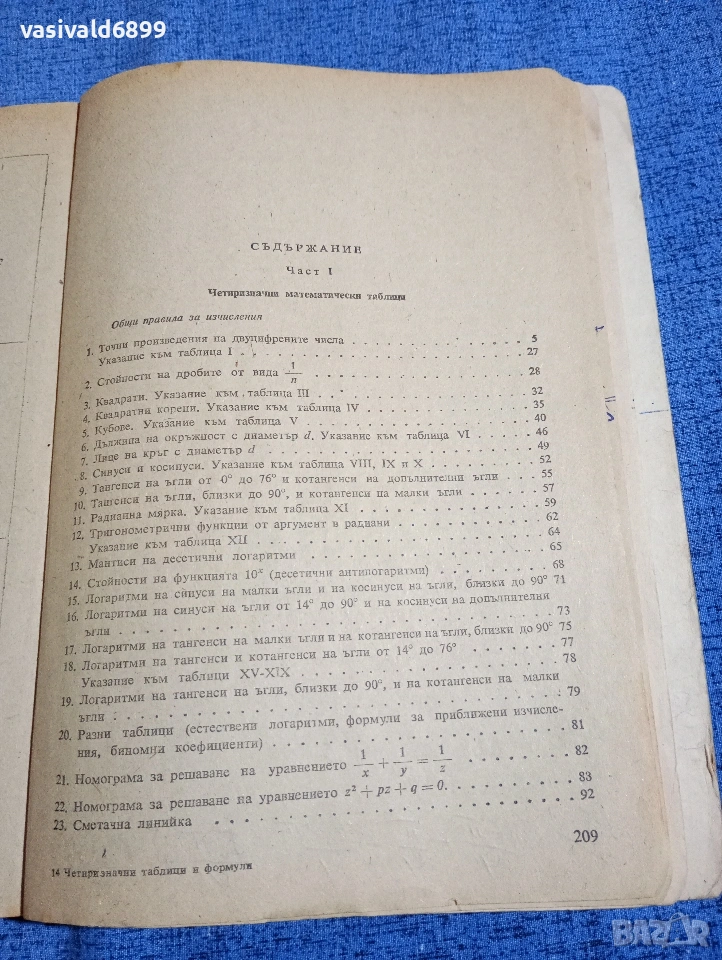 vasivald6899
СЪДЪРЖАНИЕ
Част I
Четиризначни математически таблици
Общи правила за изчисления
1. Точни произведения на двуцифрените числа . . . . . . . . . . 5
Указание към таблица I . . . . . . . . . . 27
2. Стойности на дробите от вида 1/n . . . . . . . . . . 28
3. Квадрати. Указание към таблица III . . . . . . . . . . 32
4. Квадратни корени. Указание към таблица IV . . . . . . . . . . 35
5. Кубове. Указание към таблица V . . . . . . . . . . 40
6. Дължина на окръжност с диаметър d. Указание към таблица VI . . . . 46
7. Лице на кръг с диаметър d . . . . . . . . . . 49
8. Синуси и косинуси. Указание към таблица VIII, IX и X . . . . . . 52
9. Тангенси на ъгли от 0° до 76° и котангенси на допълнителни ъгли . . 55
10. Тангенси на ъгли, близки до 90°, и котангенси на малки ъгли . . . . 57
11. Радианна мярка. Указание към таблица XI . . . . . . . . . . 59
12. Тригонометрични функции от аргумент в радиани . . . . . . . . 62
Указание към таблица XII . . . . . . . . . . 64
13. Мантиси на десетични логаритми . . . . . . . . . . 65
14. Стойности на функцията 10ˣ (десетични антилогаритми) . . . . . . 68
15. Логаритми на синуси на малки ъгли и на косинуси на ъгли, близки до 90° 71
16. Логаритми на синуси на ъгли от 14° до 90° и на косинуси на допълнителни
ъгли . . . . . . . . . . 73
17. Логаритми на тангенси на малки ъгли и на котангенси на ъгли, близки до 90° 75
18. Логаритми на тангенси и котангенси на ъгли от 14° до 76° . . . . . 77
Указание към таблици XV-XIX . . . . . . . . . . 78
19. Логаритми на тангенси на ъгли, близки до 90°, и на котангенси на малки
ъгли . . . . . . . . . . 79
20. Разни таблици (естествени логаритми, формули за приближени изчисле-
ния, биномни коефициенти) . . . . . . . . . . 81
21. Номограма за решаване на уравнението 1/x + 1/y = 1/z . . . . . . 82
22. Номограма за решаване на уравнението z² + pz + q = 0. . . . . . . 83
23. Сметачна линийка . . . . . . . . . . 92
209
14 Четиризначни таблици и формули
BAZAR